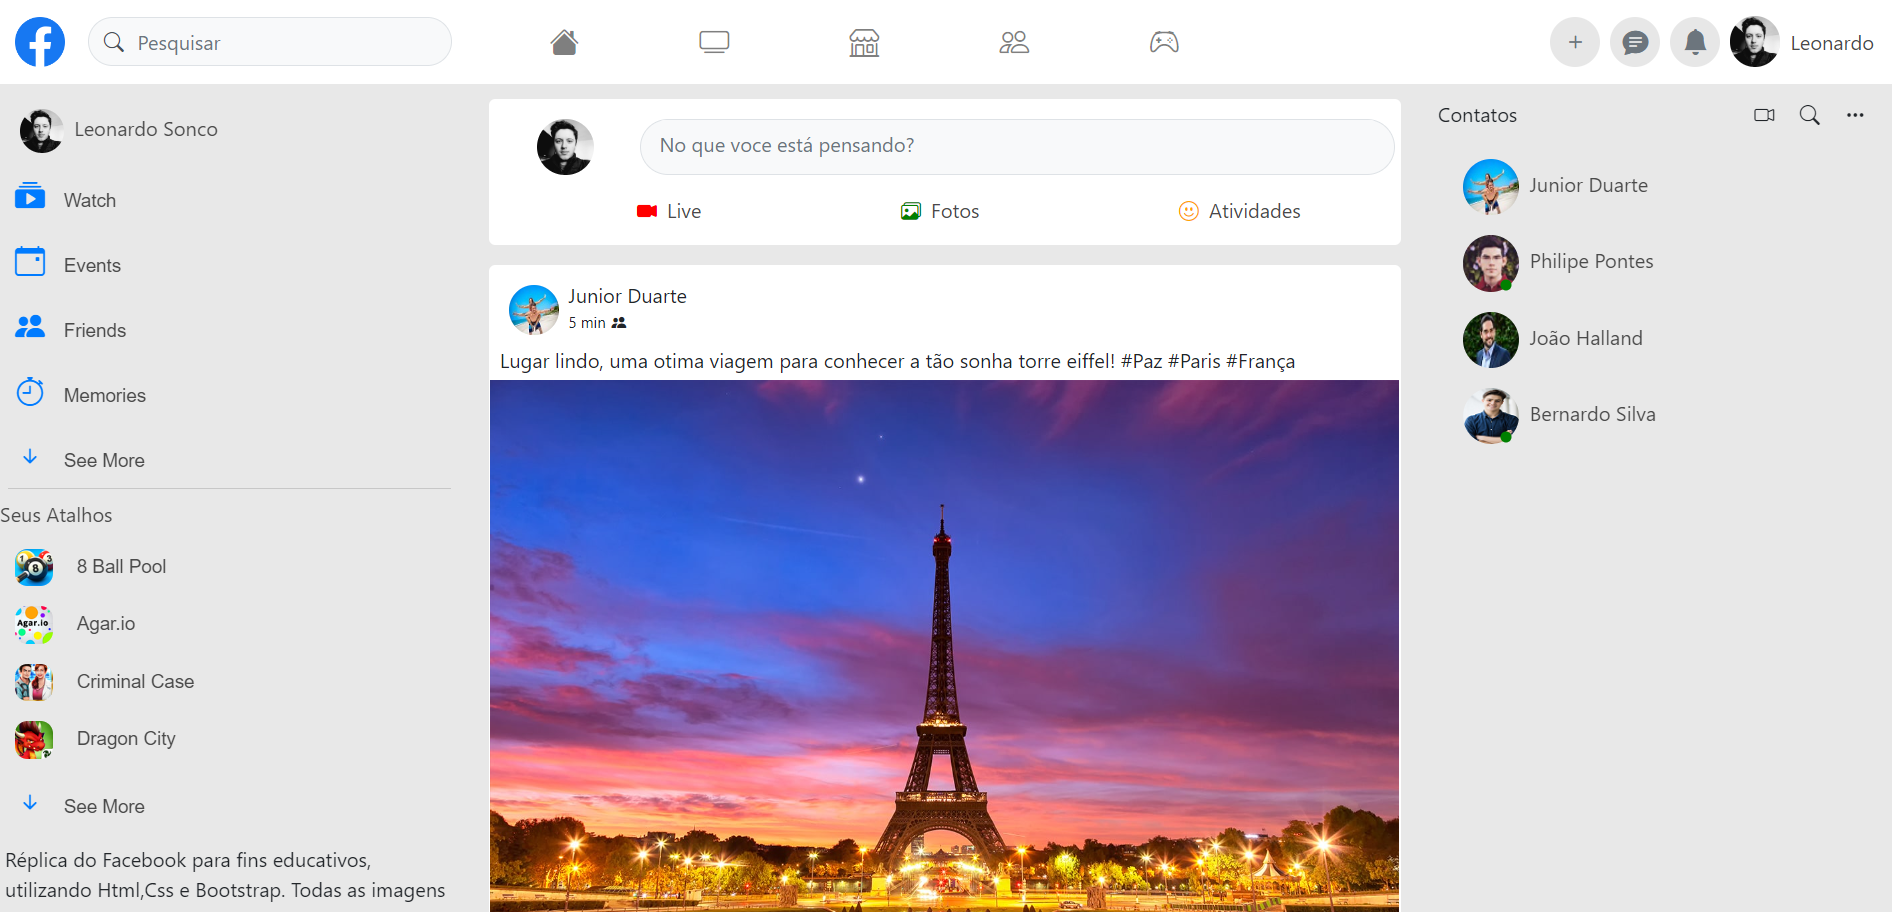 Pesquisar
Leonardo
Leonardo Sonco
Watch
Events
Friends
Memories
See More
Seus Atalhos
8 Ball Pool
Agar.io
Agar.io
Criminal Case
Dragon City
See More
Réplica do Facebook para fins educativos,
utilizando Html,Css e Bootstrap. Todas as imagens
No que voce está pensando?
Live
Fotos
Atividades
Junior Duarte
5 min
Lugar lindo, uma otima viagem para conhecer a tão sonha torre eiffel! #Paz #Paris #França
Contatos
Junior Duarte
Philipe Pontes
João Halland
Bernardo Silva